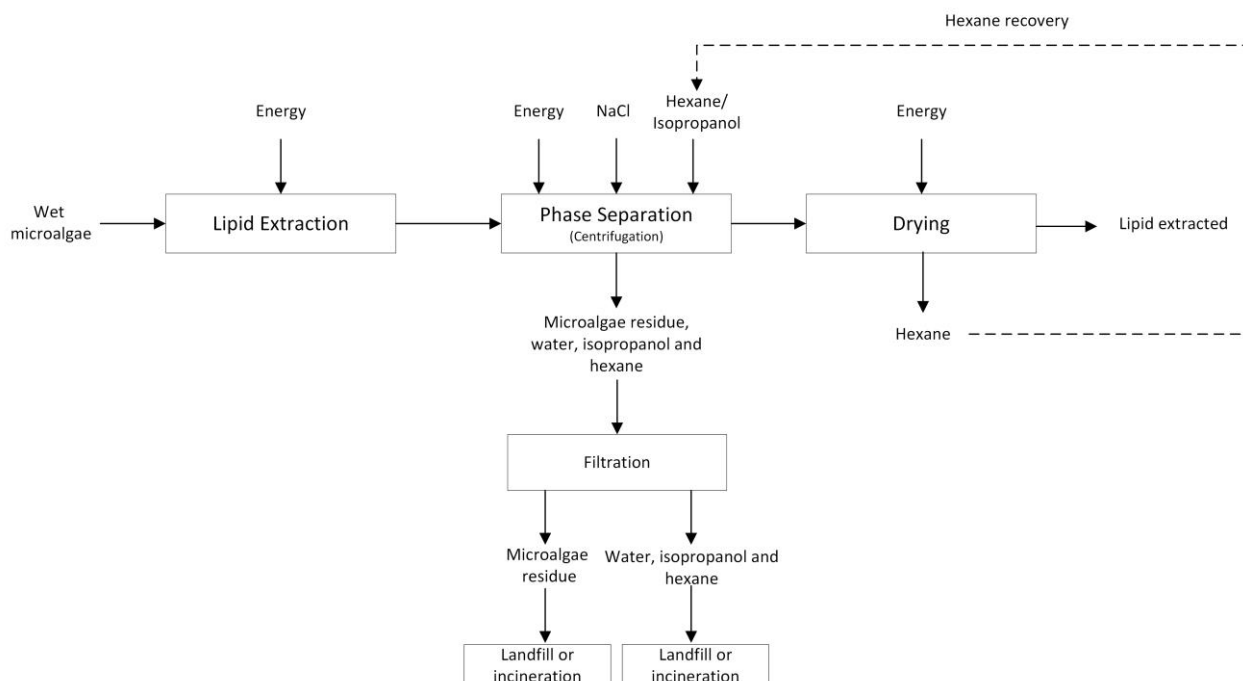 Hexane recovery
Energy
Energy
NaCl
Hexane/
Isopropanol
Energy
Wet
microalgae
Lipid Extraction
Phase Separation
(Centrifugation)
Drying
Lipid extracted
Microalgae residue,
water, isopropanol and
hexane
Hexane
Filtration
Microalgae
residue
Water, isopropanol and
hexane
Landfill or
incineration
Landfill or
incineration